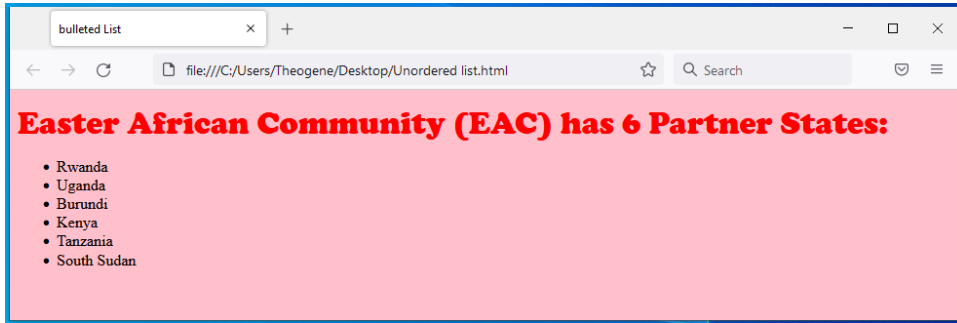 bulleted List
file:///C:/Users/Theogene/Desktop/Unordered list.html
Search
Easter African Community (EAC) has 6 Partner States:
Rwanda
Uganda
Burundi
Kenya
Tanzania
South Sudan